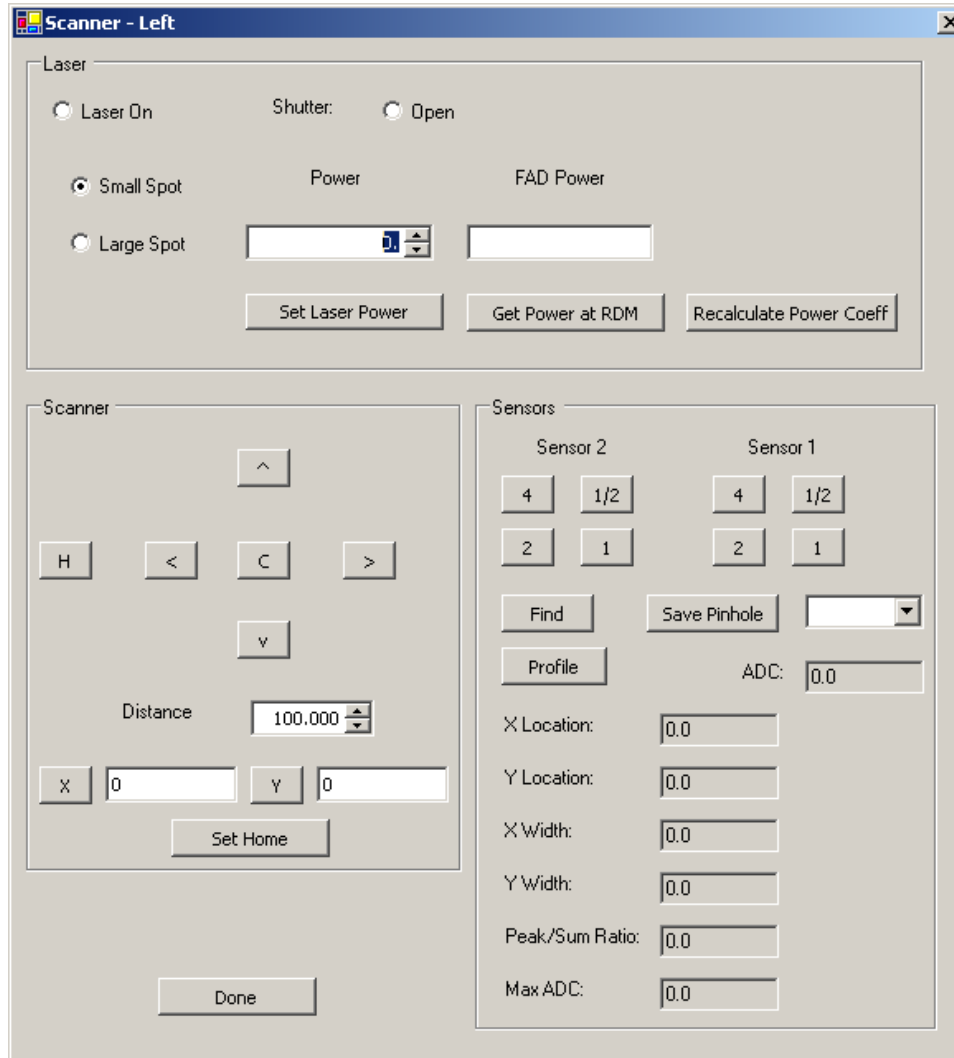 Scanner - Left
Laser
Laser On Shutter: Open
Small Spot Power FAD Power
Large Spot 0.
Set Laser Power Get Power at RDM Recalculate Power Coeff
Scanner
^
H < C >
v
Distance 100.000
X 0 Y 0
Set Home
Done
Sensors
Sensor 2 Sensor 1
4 1/2 4 1/2
2 1 2 1
Find Save Pinhole
Profile ADC: 0.0
X Location: 0.0
Y Location: 0.0
X Width: 0.0
Y Width: 0.0
Peak/Sum Ratio: 0.0
Max ADC: 0.0